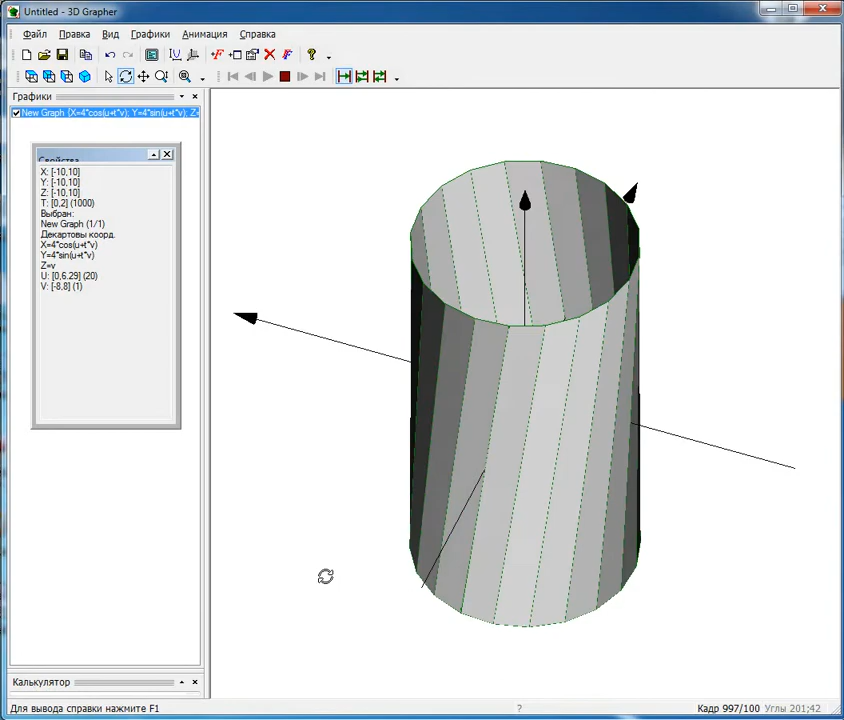 Untitled - 3D Grapher
Файл Правка Вид Графики Анимация Справка
Графики
New Graph {X=4*cos(u+t*v); Y=4*sin(u+t*v); Z=
Свойства
X: [-10,10]
Y: [-10,10]
Z: [-10,10]
T: [0,2] (1000)
Выбран:
New Graph (1/1)
Декартовы коорд.
X=4*cos(u+t*v)
Y=4*sin(u+t*v)
Z=v
U: [0,6.29] (20)
V: [-8,8] (1)
Калькулятор
Для вывода справки нажмите F1
? Кадр 997/100 Углы 201;42